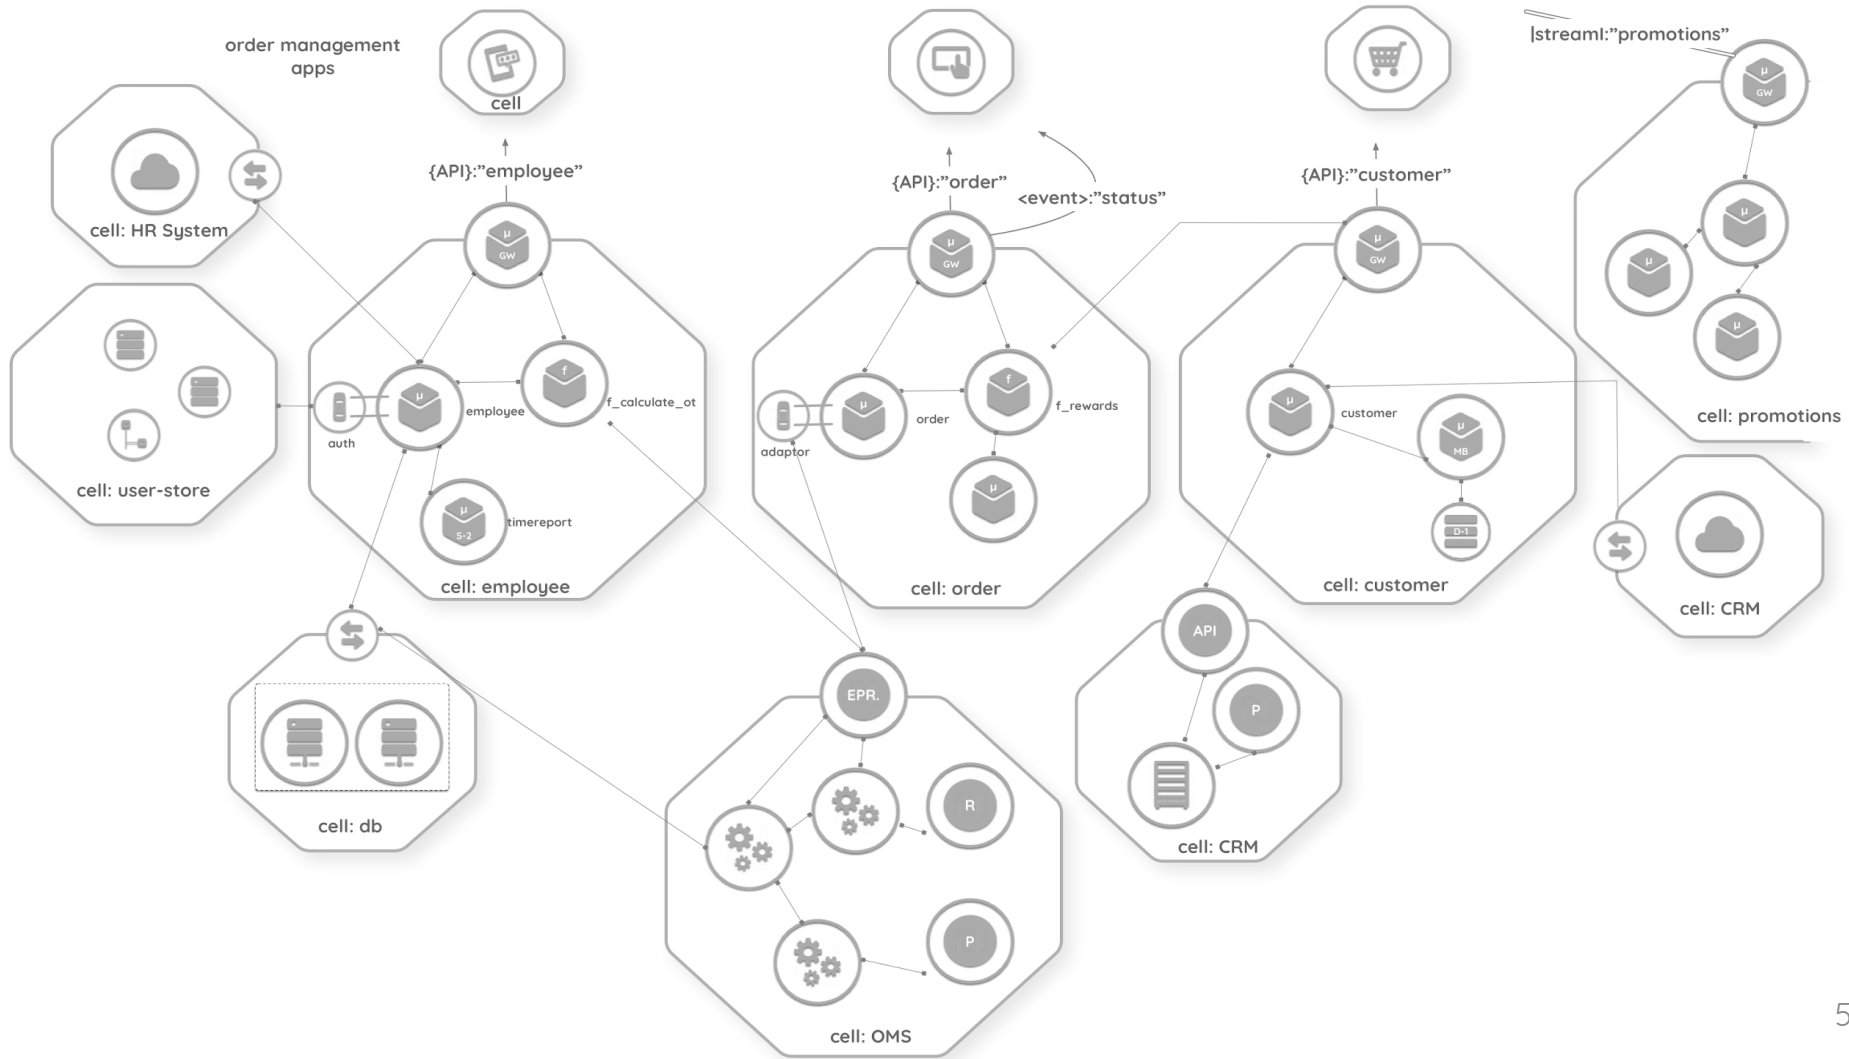 order management
apps
cell
|streaml:”promotions”
μ
GW
cell: HR System
{API}:”employee”
{API}:”order”
<event>:”status”
{API}:”customer”
μ
GW
μ
GW
μ
GW
μ
μ
μ
cell: promotions
auth
μ
employee
f
f_calculate_ot
μ
S-2
timereport
cell: employee
cell: user-store
adaptor
μ
order
f
f_rewards
μ
cell: order
μ
customer
μ
MB
D-1
cell: customer
cell: CRM
cell: db
EPR.
R
P
cell: OMS
API
P
cell: CRM
5